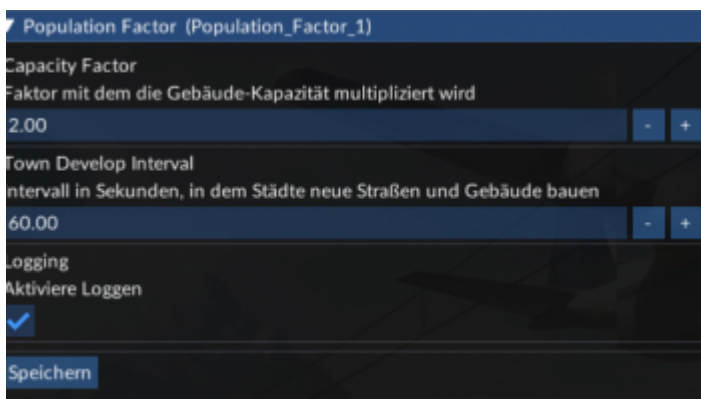 Population Factor (Population_Factor_1)
Capacity Factor
Faktor mit dem die Gebäude-Kapazität multipliziert wird
2.00 - +
Town Develop Interval
Intervall in Sekunden, in dem Städte neue Straßen und Gebäude bauen
60.00 - +
Logging
Aktiviere Loggen
Speichern